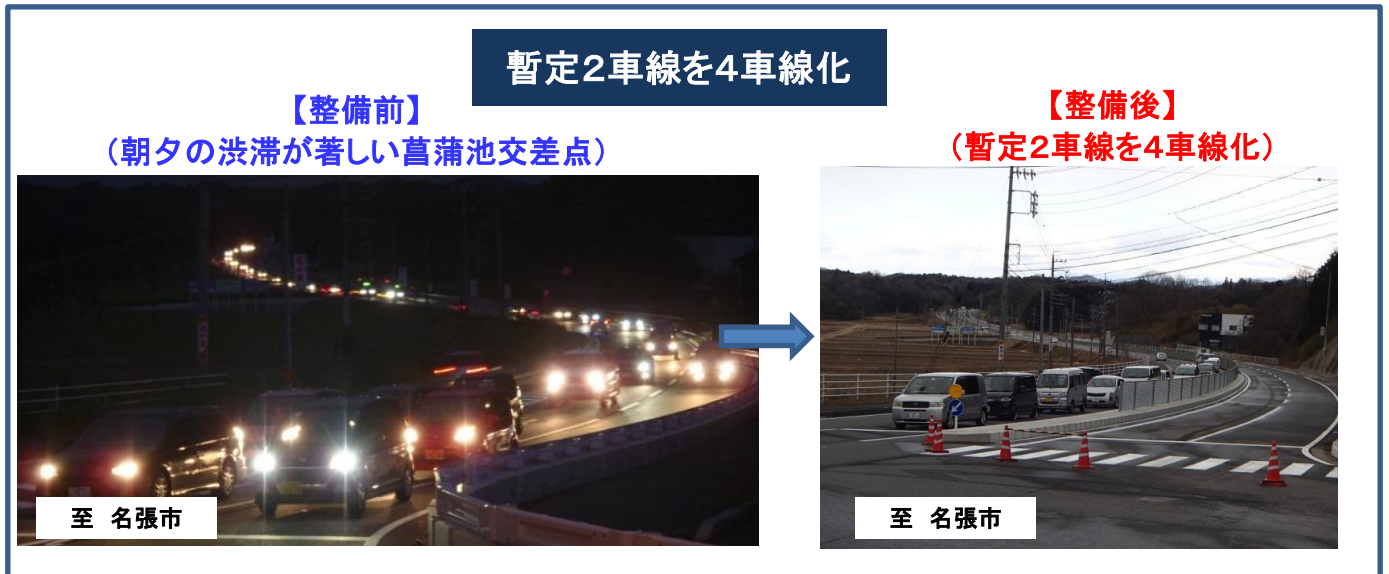 暫定2車線を4車線化
【整備前】
(朝夕の渋滞が著しい菖蒲池交差点)
【整備後】
(暫定2車線を4車線化)
至 名張市
至 名張市